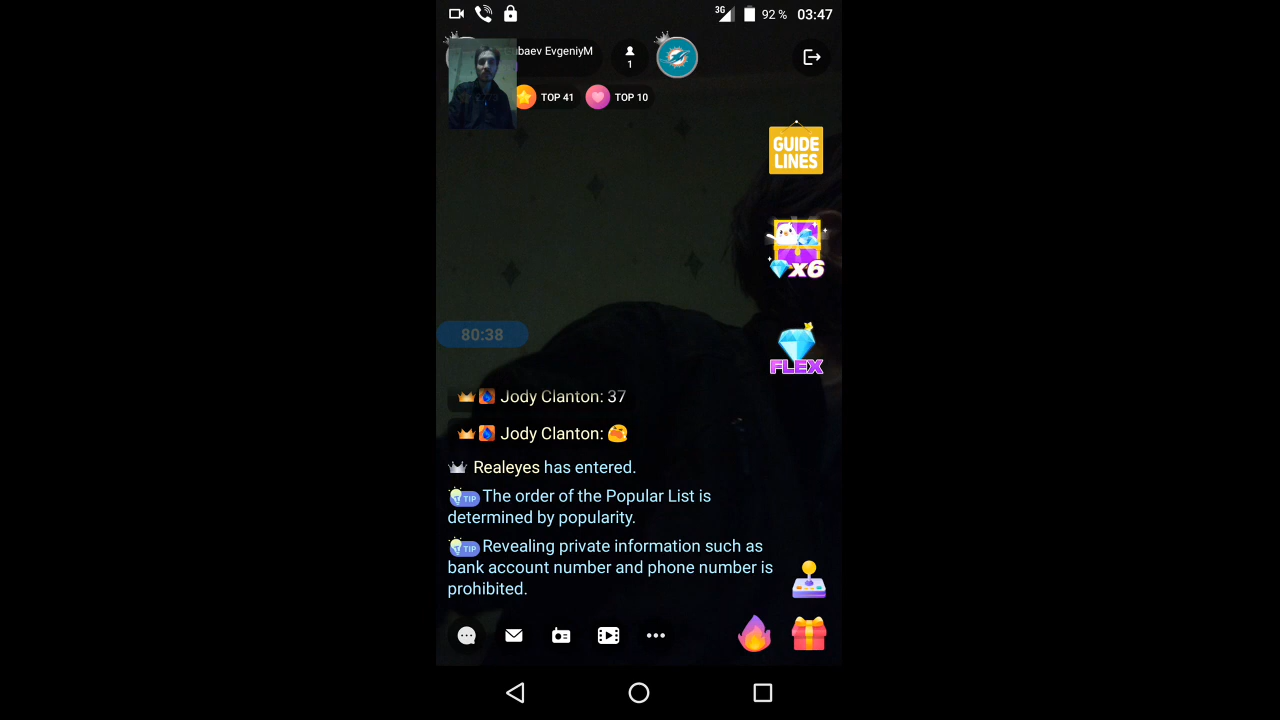 3G 92 % 03:47
ubaev EvgeniyM
1
TOP 41 TOP 10
GUIDE
LINES
x6
80:38
FLEX
Jody Clanton: 37
Jody Clanton:
Realeyes has entered.
TIP The order of the Popular List is
determined by popularity.
TIP Revealing private information such as
bank account number and phone number is
prohibited.